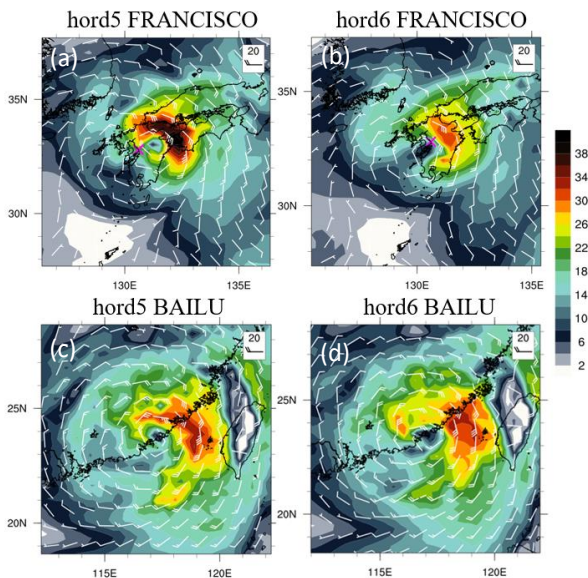 hord5 FRANCISCO
hord6 FRANCISCO
(a)
20
(b)
20
35N
30N
35N
30N
130E
135E
130E
135E
38
34
30
26
22
18
14
10
6
2
hord5 BAILU
hord6 BAILU
(c)
20
(d)
20
25N
20N
25N
20N
115E
120E
115E
120E